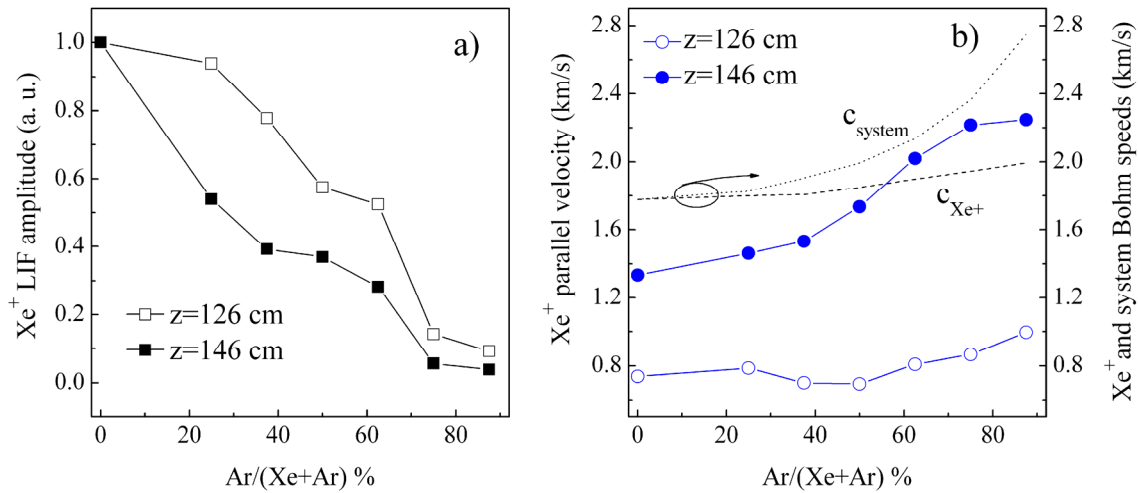 a)
1.0
0.8
0.6
0.4
0.2
0.0
Xe+ LIF amplitude (a. u.)
z=126 cm
z=146 cm
0 20 40 60 80
Ar/(Xe+Ar) %
b)
z=126 cm
z=146 cm
2.8
2.4
2.0
1.6
1.2
0.8
Xe+ parallel velocity (km/s)
csystem
cXe+
2.8
2.4
2.0
1.6
1.2
0.8
Xe+ and system Bohm speeds (km/s)
0 20 40 60 80
Ar/(Xe+Ar) %